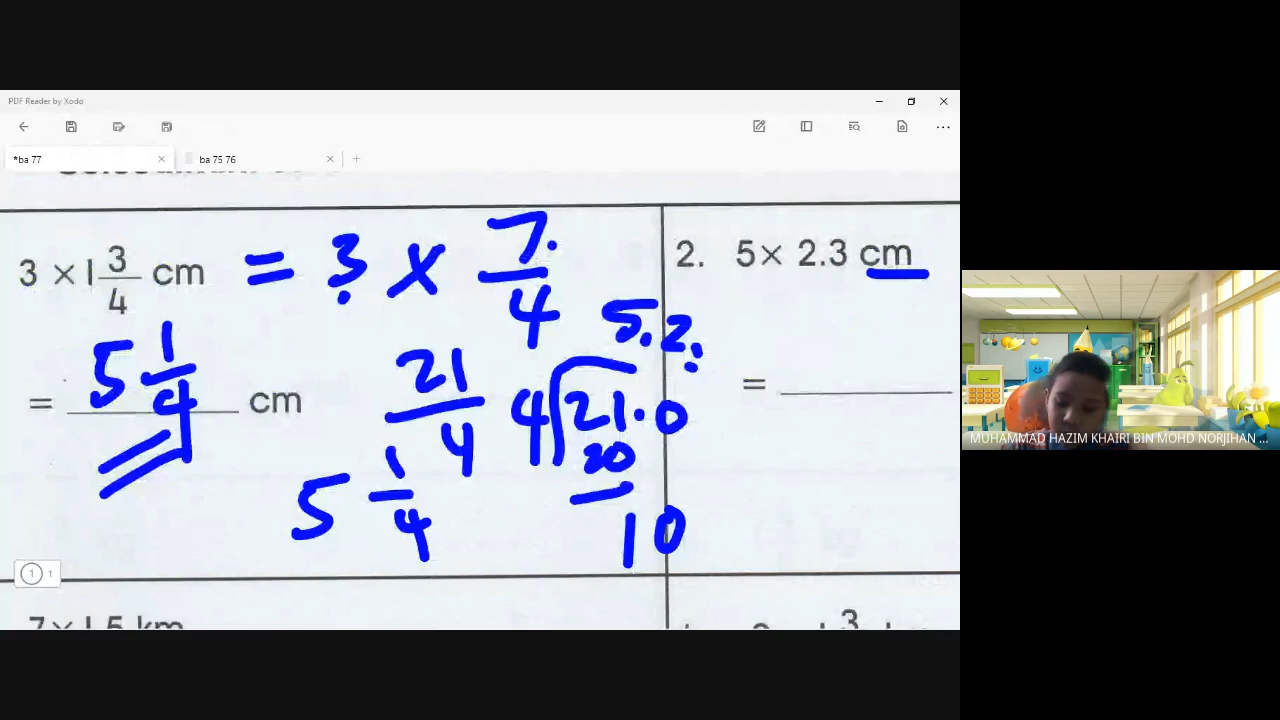 PDF Reader by Xodo
*ba 77
ba 75 76
3 × 1 3/4 cm = 3 × 7/4
= 5 1/4 cm
21/4
5 1/4
5.2
4 21.0
20
10
2. 5 × 2.3 cm
=
1 1
7 × 1.5 km
MUHAMMAD HAZIM KHAIRI BIN MOHD NORJIHAN ...